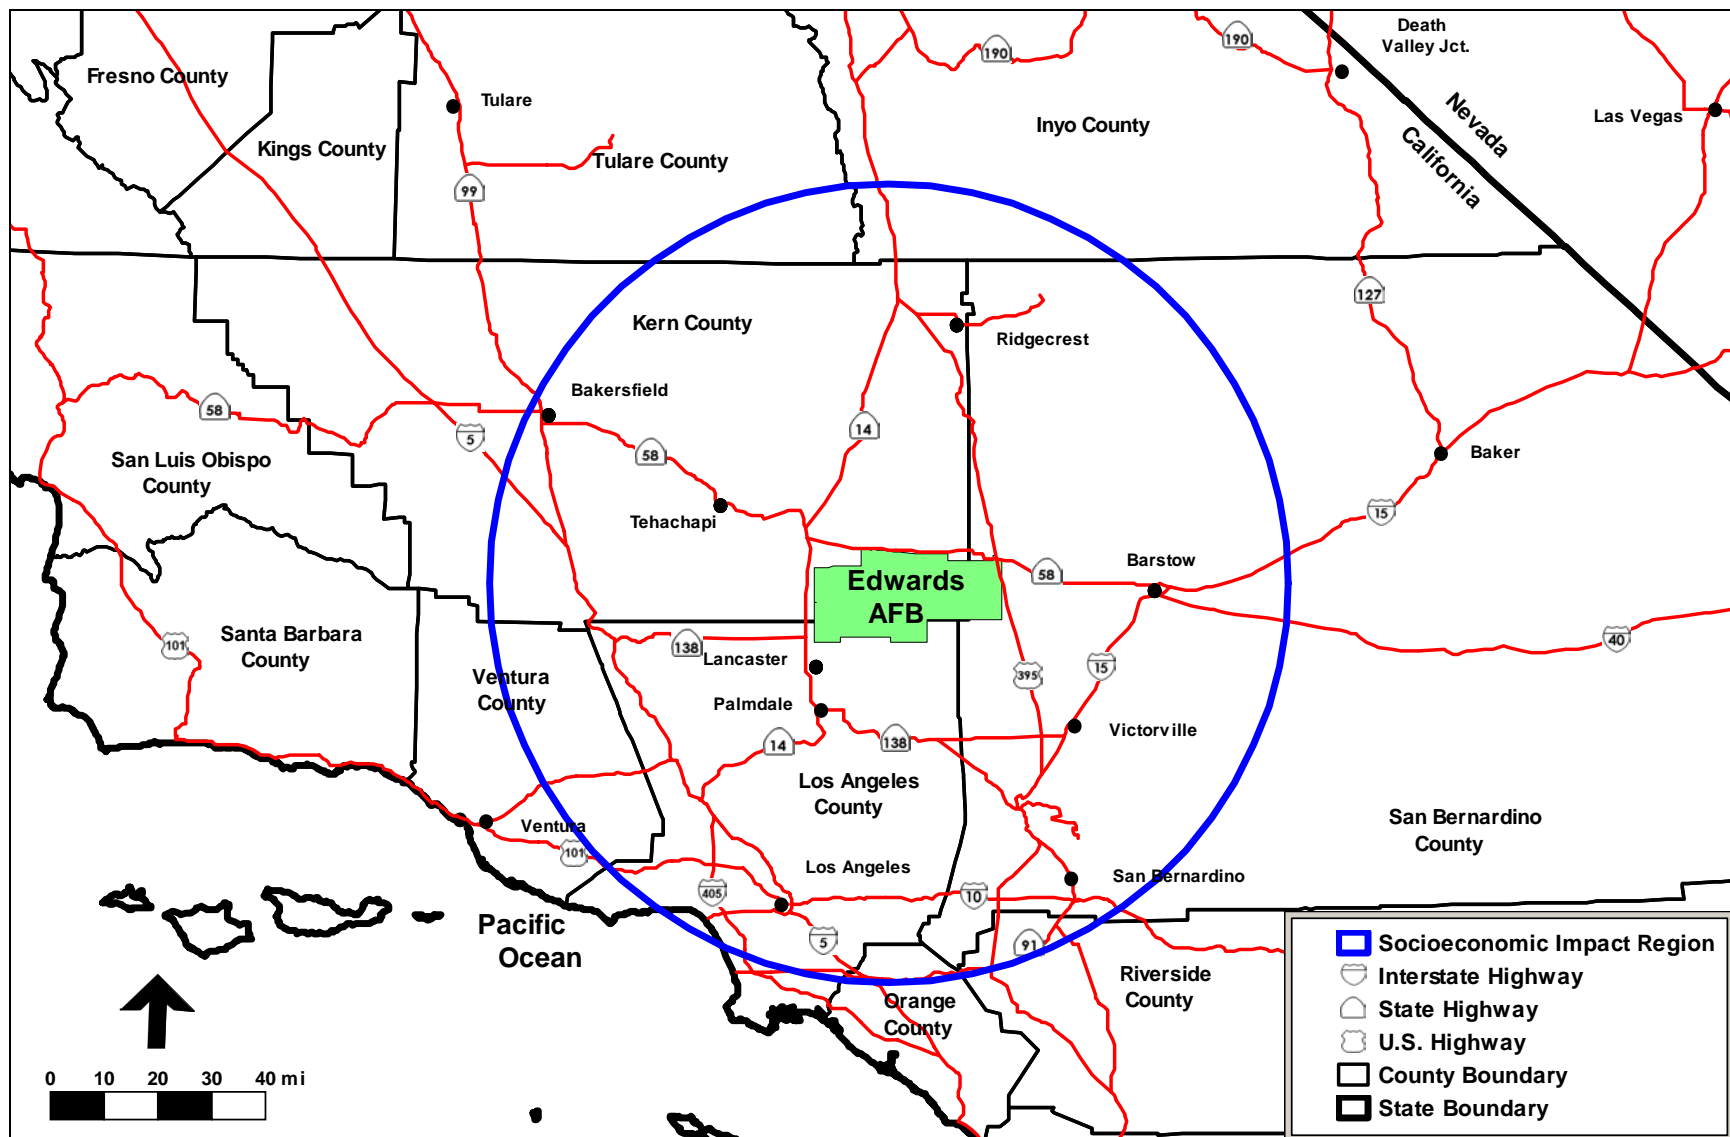 Death
Valley Jct.
190
190
Fresno County
Tulare
Las Vegas
Nevada
California
Inyo County
Kings County
Tulare County
99
127
Kern County
Ridgecrest
Bakersfield
58
5
14
58
Baker
San Luis Obispo
County
15
Tehachapi
Barstow
58
Edwards
AFB
Santa Barbara
County
101
138
40
Lancaster
15
395
Ventura
County
Palmdale
Victorville
14
138
Los Angeles
County
San Bernardino
County
Ventura
101
Los Angeles
San Bernardino
405
10
Pacific
Ocean
5
91
Riverside
County
Orange
County
Socioeconomic Impact Region
Interstate Highway
State Highway
U.S. Highway
County Boundary
State Boundary
0 10 20 30 40 mi